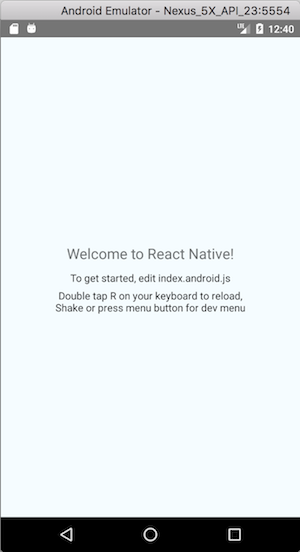 Android Emulator - Nexus_5X_API_23:5554
LTE 12:40
Welcome to React Native!
To get started, edit index.android.js
Double tap R on your keyboard to reload,
Shake or press menu button for dev menu